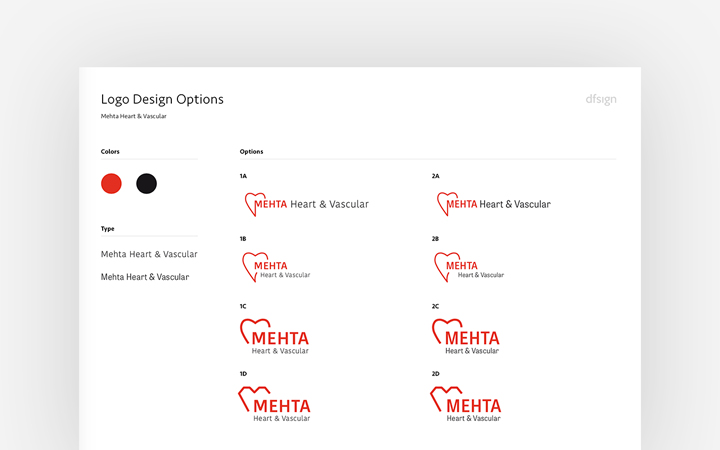 Logo Design Options
dfsign
Mehta Heart & Vascular
Colors
Type
Mehta Heart & Vascular
Mehta Heart & Vascular
Options
1A
MEHTA Heart & Vascular
2A
MEHTA Heart & Vascular
1B
MEHTA
Heart & Vascular
2B
MEHTA
Heart & Vascular
1C
MEHTA
Heart & Vascular
2C
MEHTA
Heart & Vascular
1D
MEHTA
Heart & Vascular
2D
MEHTA
Heart & Vascular